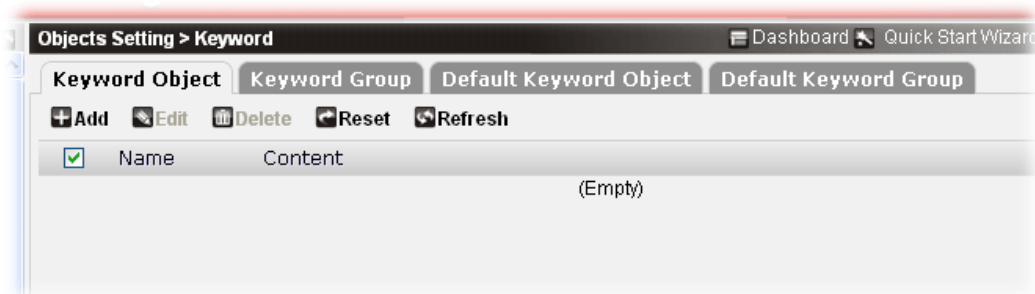 Objects Setting > Keyword Dashboard Quick Start Wizard
Keyword Object Keyword Group Default Keyword Object Default Keyword Group
Add Edit Delete Reset Refresh
Name Content
(Empty)